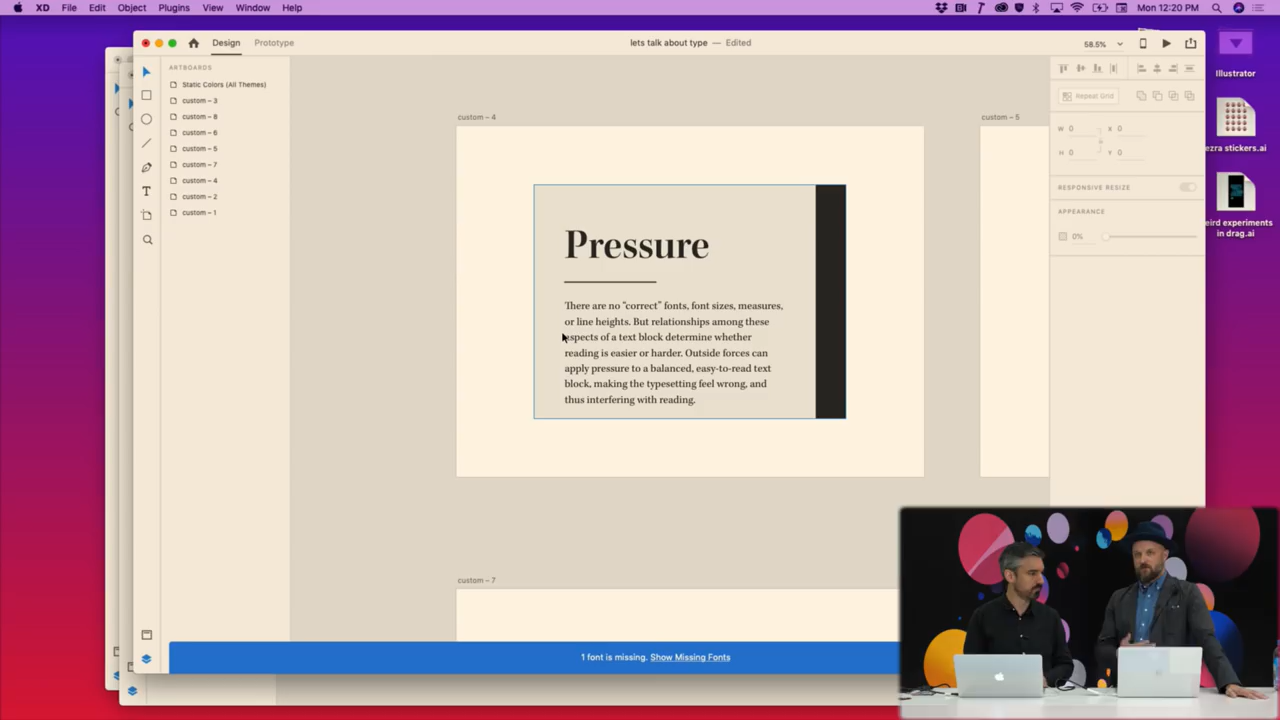 XD File Edit Object Plugins View Window Help
Mon 12:20 PM
Design Prototype
lets talk about type — Edited
58.5%
Illustrator
ezra stickers.ai
eird experiments
in drag.ai
ARTBOARDS
Static Colors (All Themes)
custom – 3
custom – 8
custom – 6
custom – 5
custom – 7
custom – 4
custom – 2
custom – 1
custom – 4
custom – 5
Pressure
There are no “correct” fonts, font sizes, measures,
or line heights. But relationships among these
aspects of a text block determine whether
reading is easier or harder. Outside forces can
apply pressure to a balanced, easy-to-read text
block, making the typesetting feel wrong, and
thus interfering with reading.
custom – 7
Repeat Grid
W 0 X 0
H 0 Y 0
RESPONSIVE RESIZE
APPEARANCE
0%
1 font is missing. Show Missing Fonts